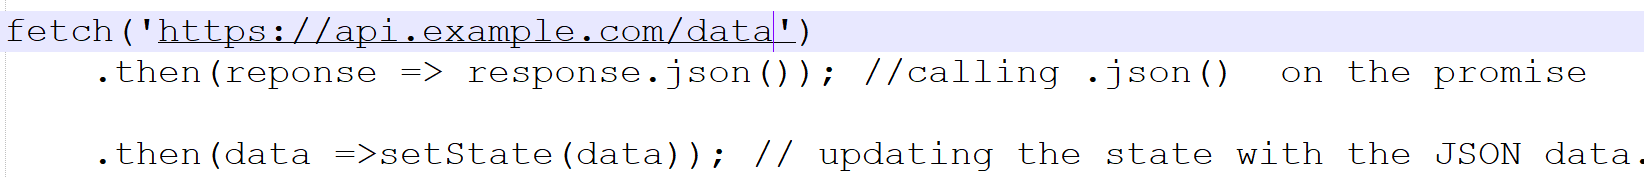 fetch('https://api.example.com/data')
.then(reponse => response.json()); //calling .json()  on the promise
.then(data =>setState(data)); // updating the state with the JSON data.